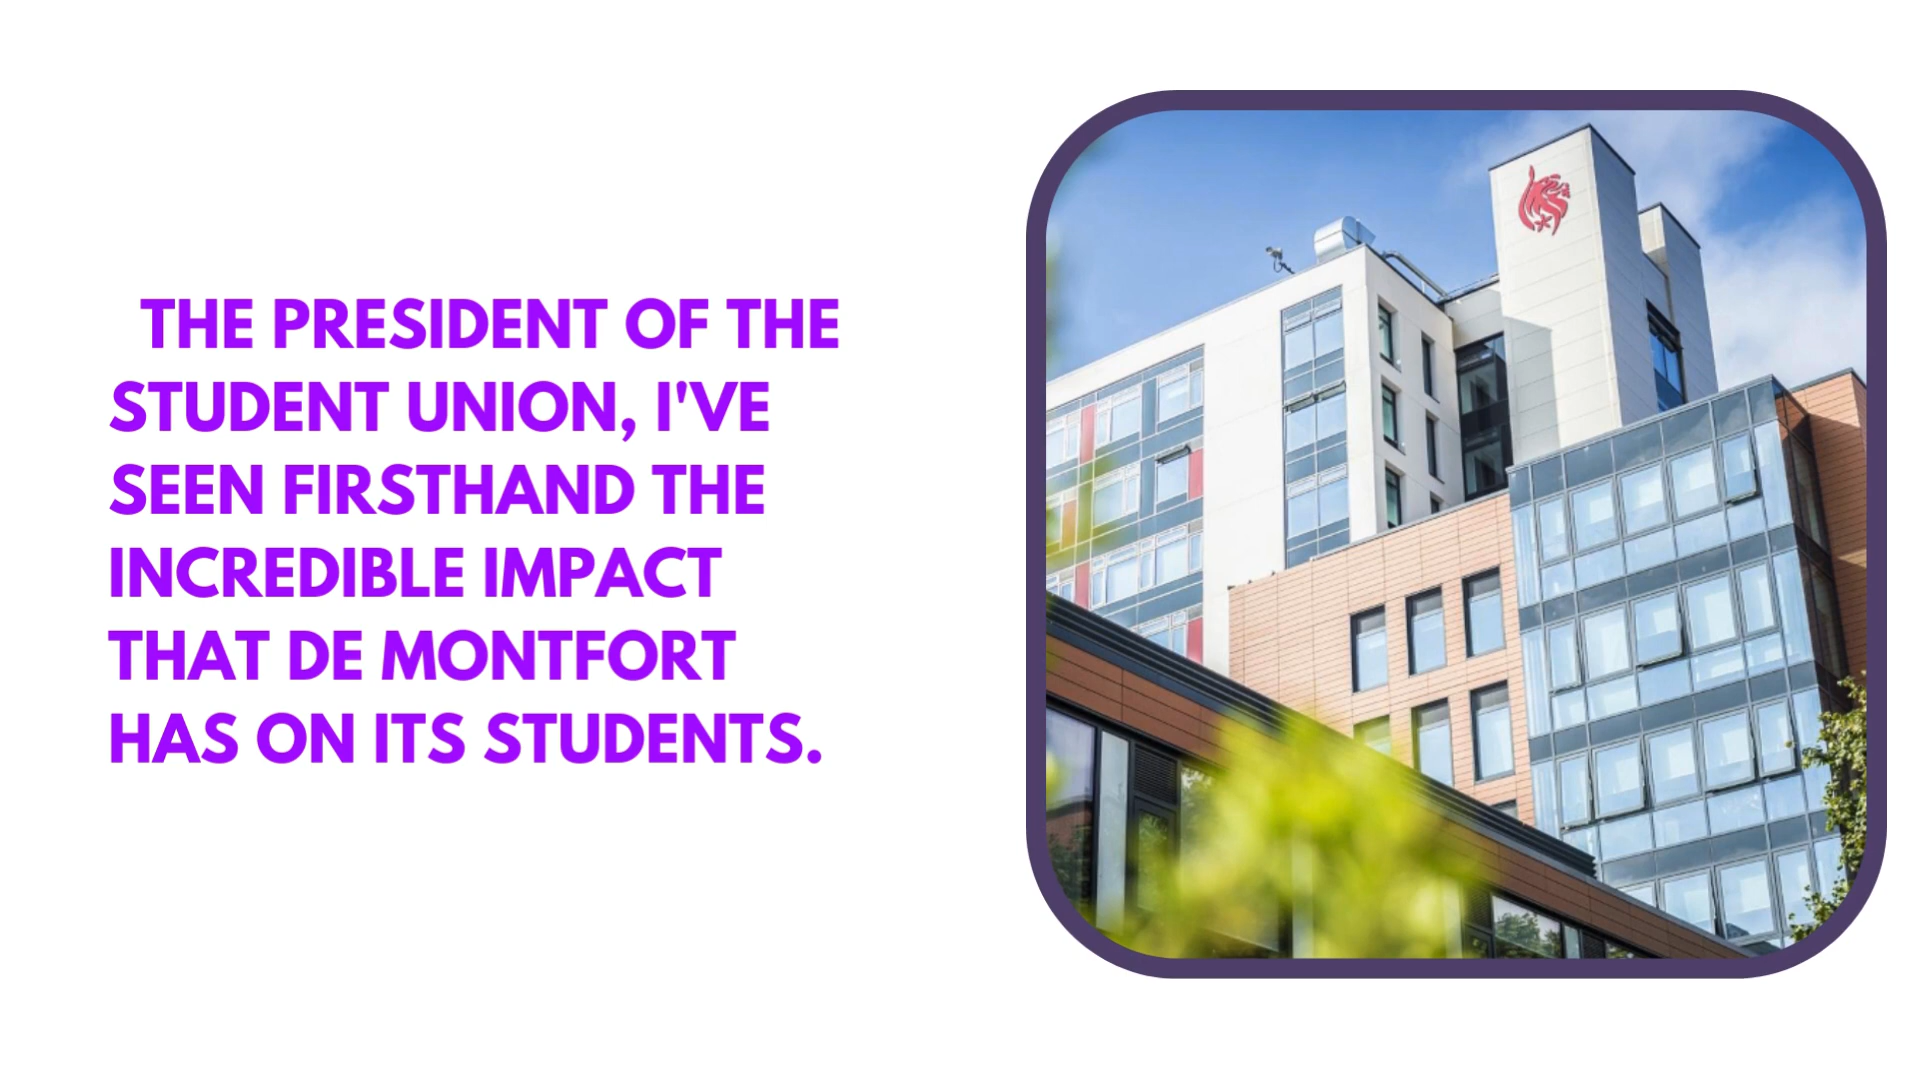 THE PRESIDENT OF THE
STUDENT UNION, I'VE
SEEN FIRSTHAND THE
INCREDIBLE IMPACT
THAT DE MONTFORT
HAS ON ITS STUDENTS.